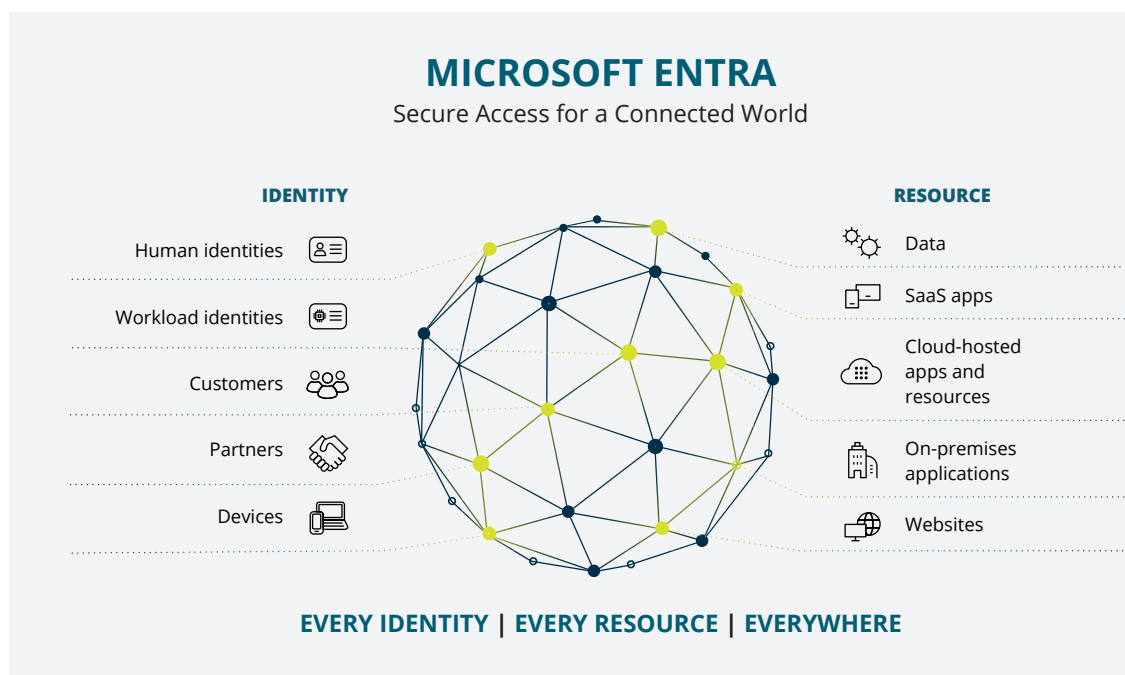 MICROSOFT ENTRA
Secure Access for a Connected World
IDENTITY
Human identities
Workload identities
Customers
Partners
Devices
RESOURCE
Data
SaaS apps
Cloud-hosted
apps and
resources
On-premises
applications
Websites
EVERY IDENTITY | EVERY RESOURCE | EVERYWHERE